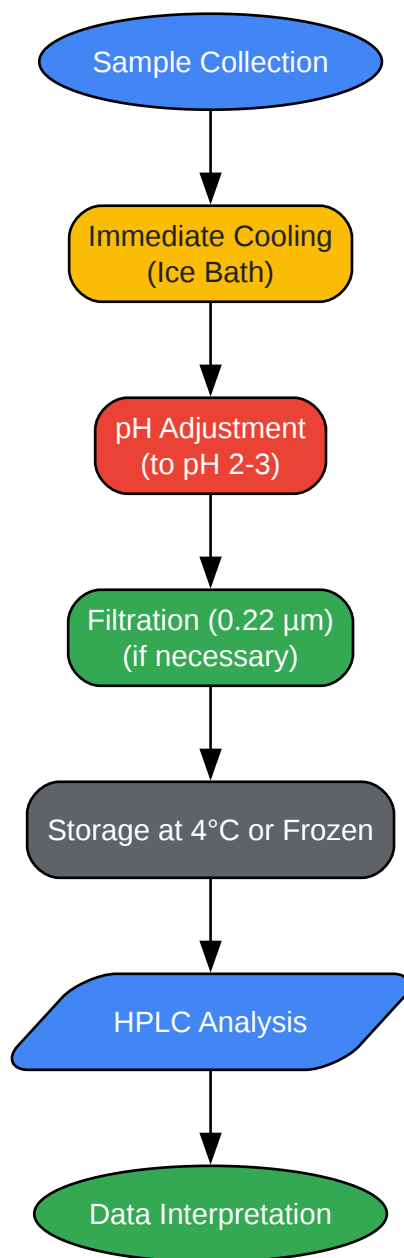 Sample Collection
Immediate Cooling
(Ice Bath)
pH Adjustment
(to pH 2-3)
Filtration (0.22 µm)
(if necessary)
Storage at 4°C or Frozen
HPLC Analysis
Data Interpretation